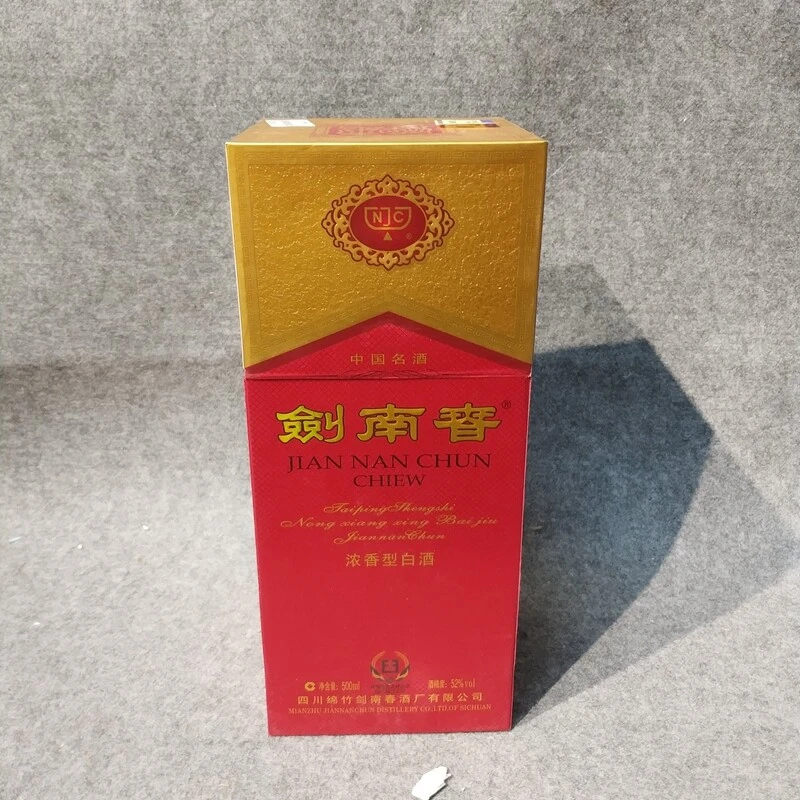 NJC
®
中国名酒
劍南春®
JIAN NAN CHUN
CHIEW
TaipingShengshi
Nong xiang xing Bai jiu
JiannanChun
浓香型白酒
净含量: 500ml 酒精度: 52%vol
四川绵竹剑南春酒厂有限公司
MIANZHU JIANNANCHUN DISTILLERY CO.;LTD.OF SICHUAN